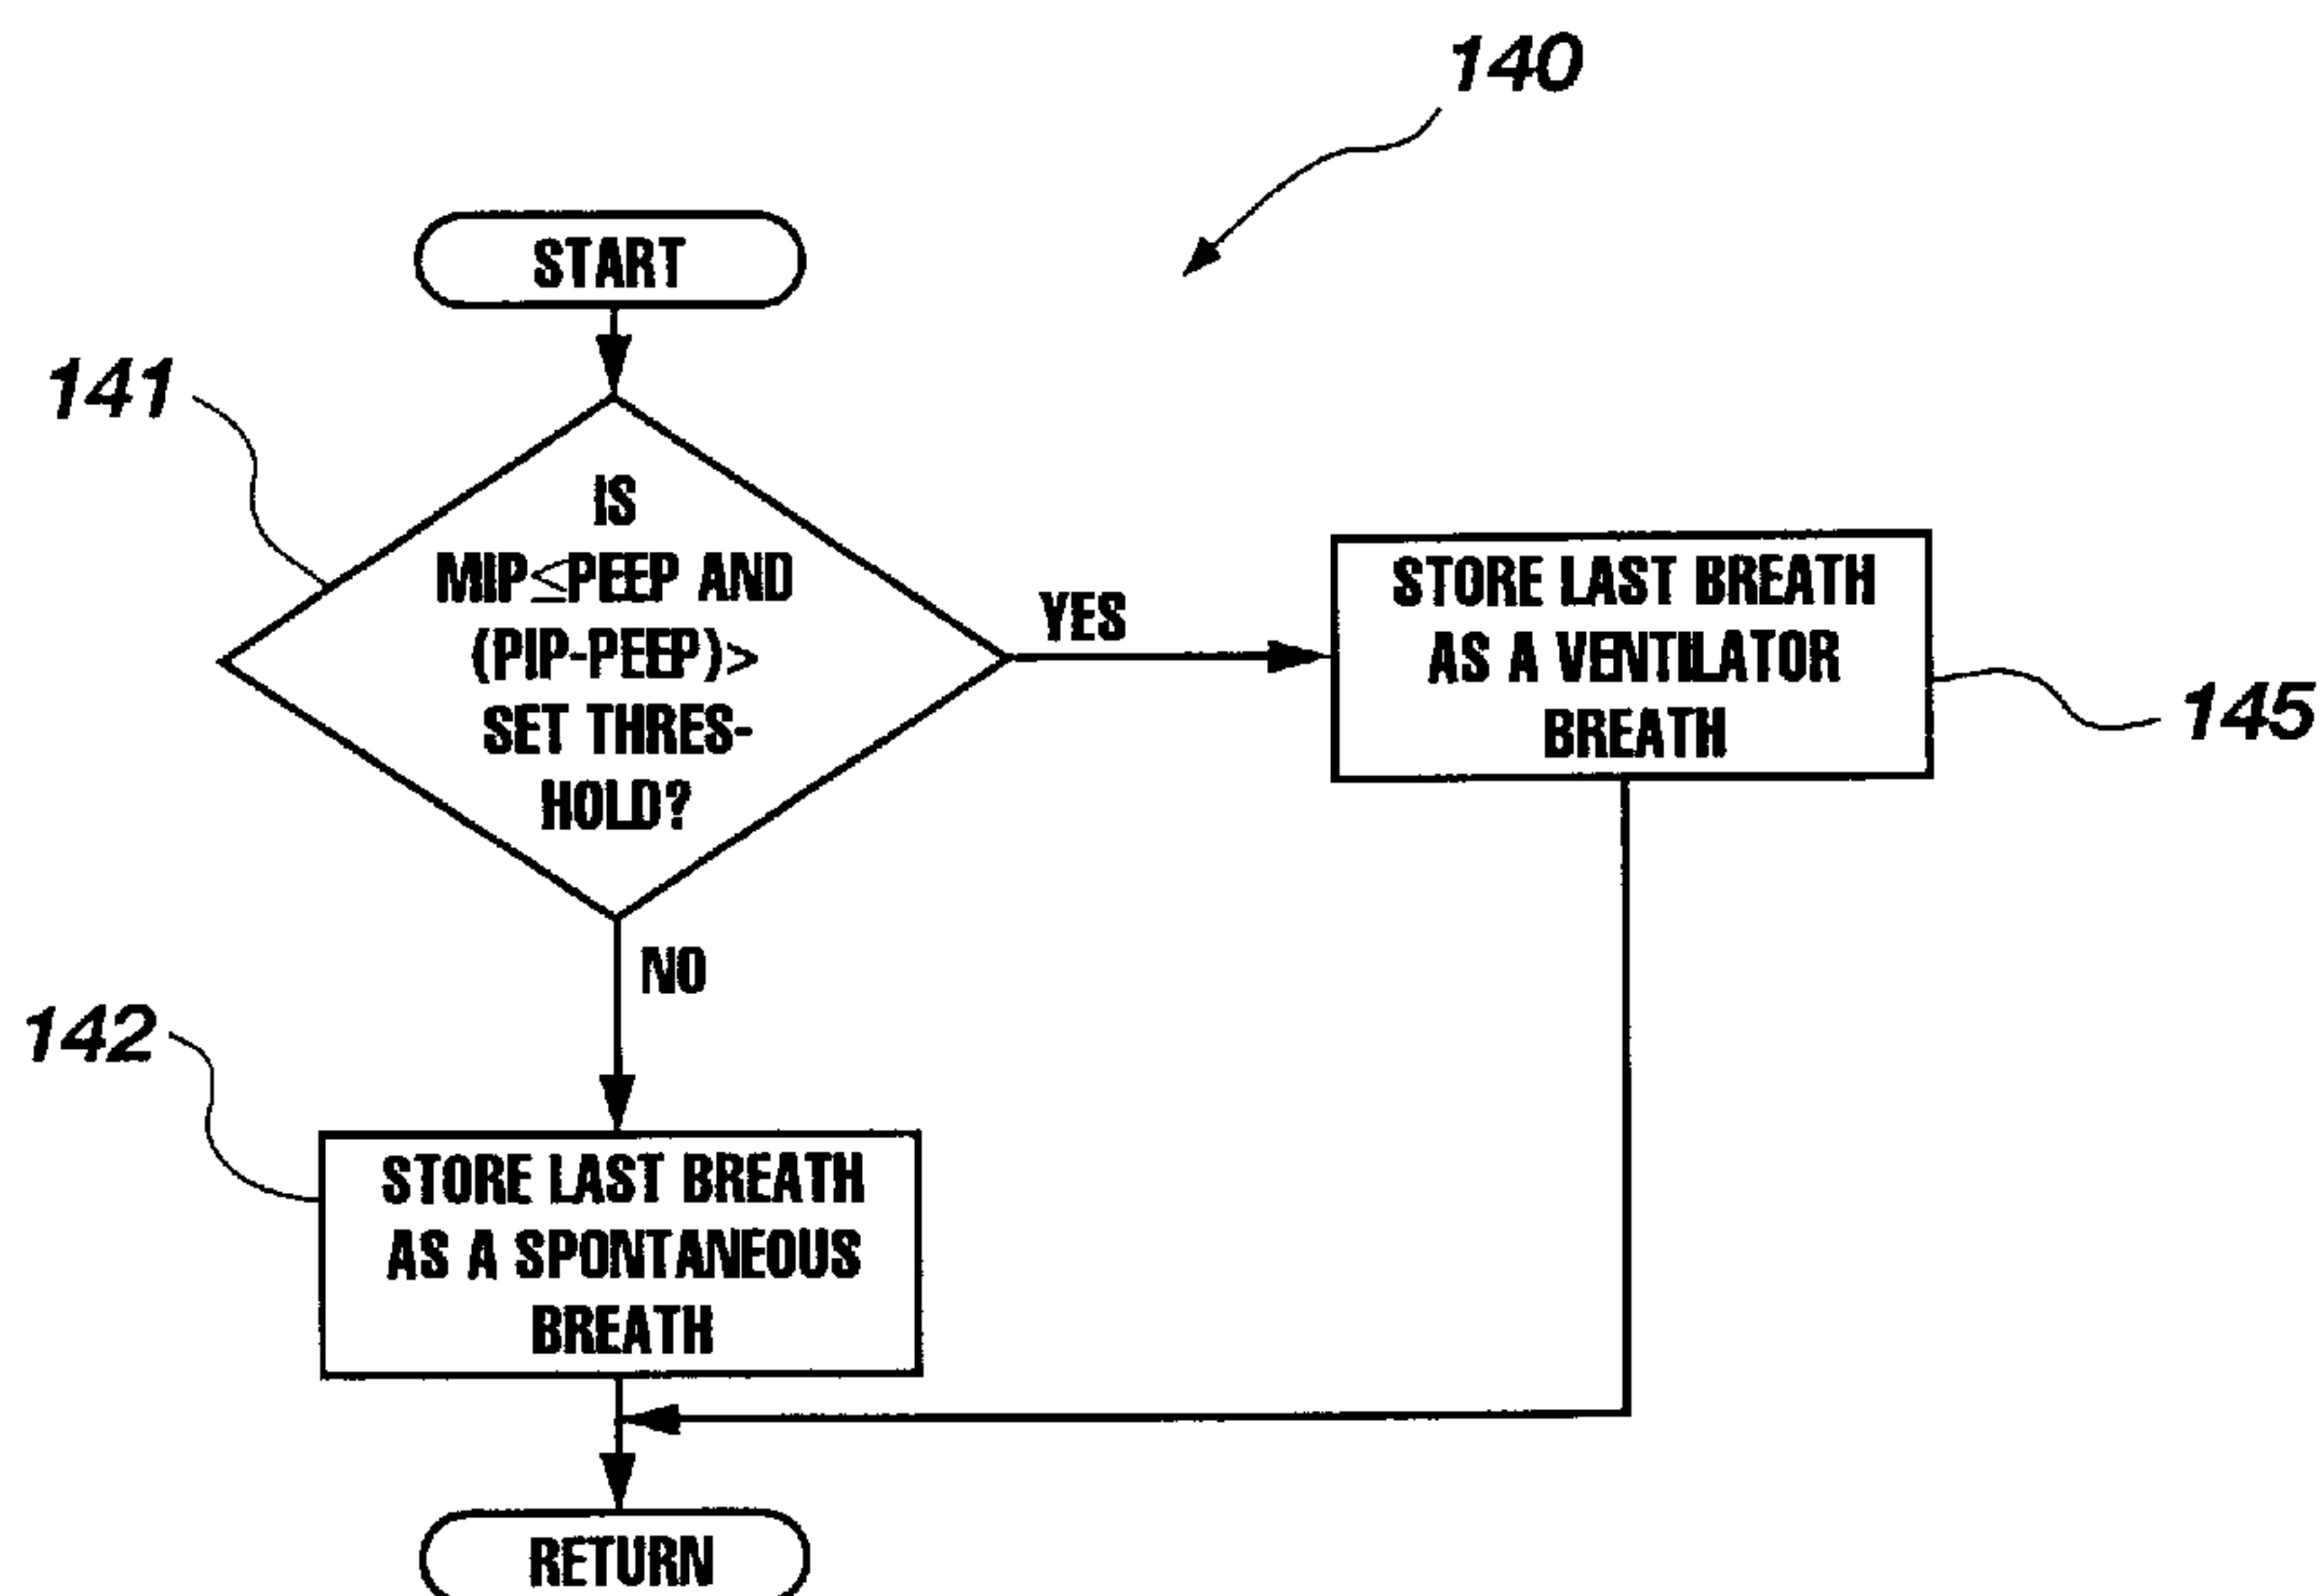 140
START
141
IS
MIP≤PEEP AND
(PIP-PEEP)>
SET THRES-
HOLD?
YES
STORE LAST BREATH
AS A VENTILATOR
BREATH
145
NO
142
STORE LAST BREATH
AS A SPONTANEOUS
BREATH
RETURN